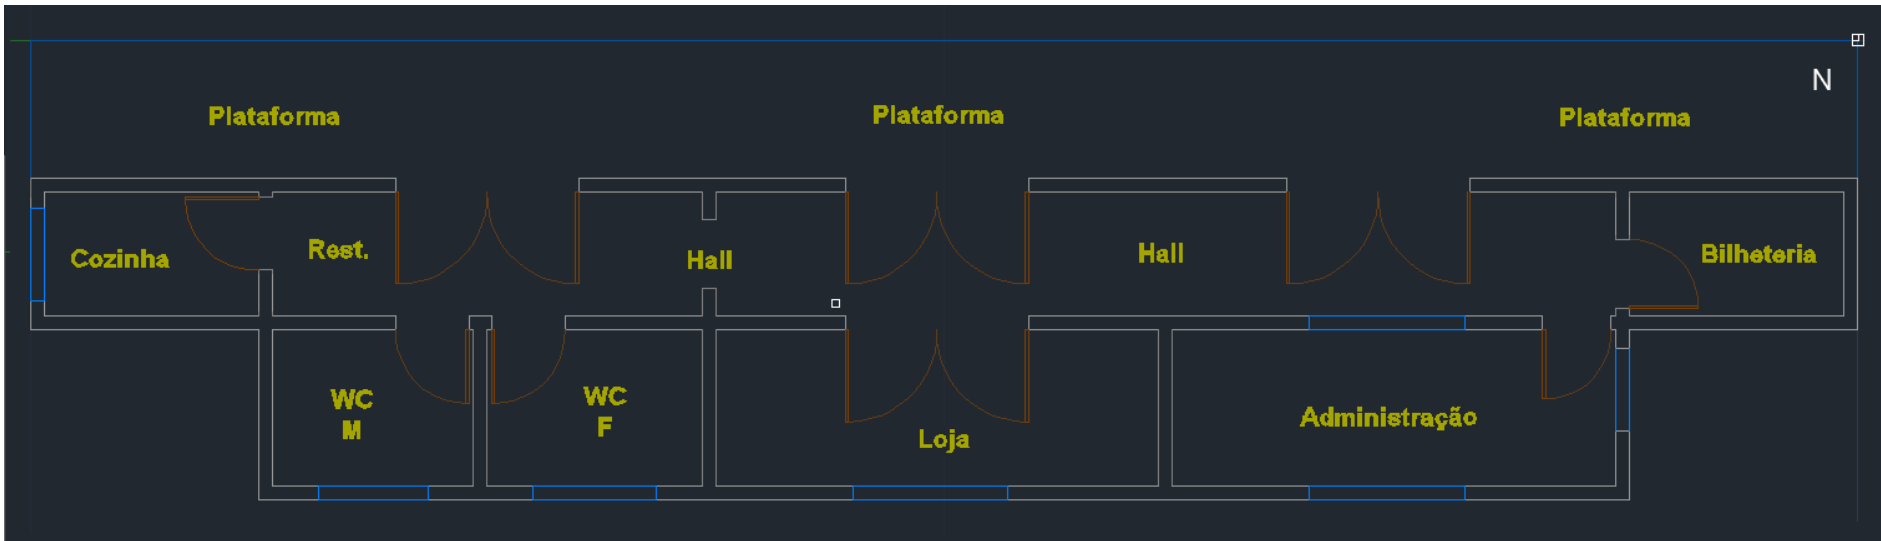 Plataforma
Plataforma
Plataforma
N
Cozinha
Rest.
Hall
Hall
Bilheteria
WC
M
WC
F
Loja
Administração